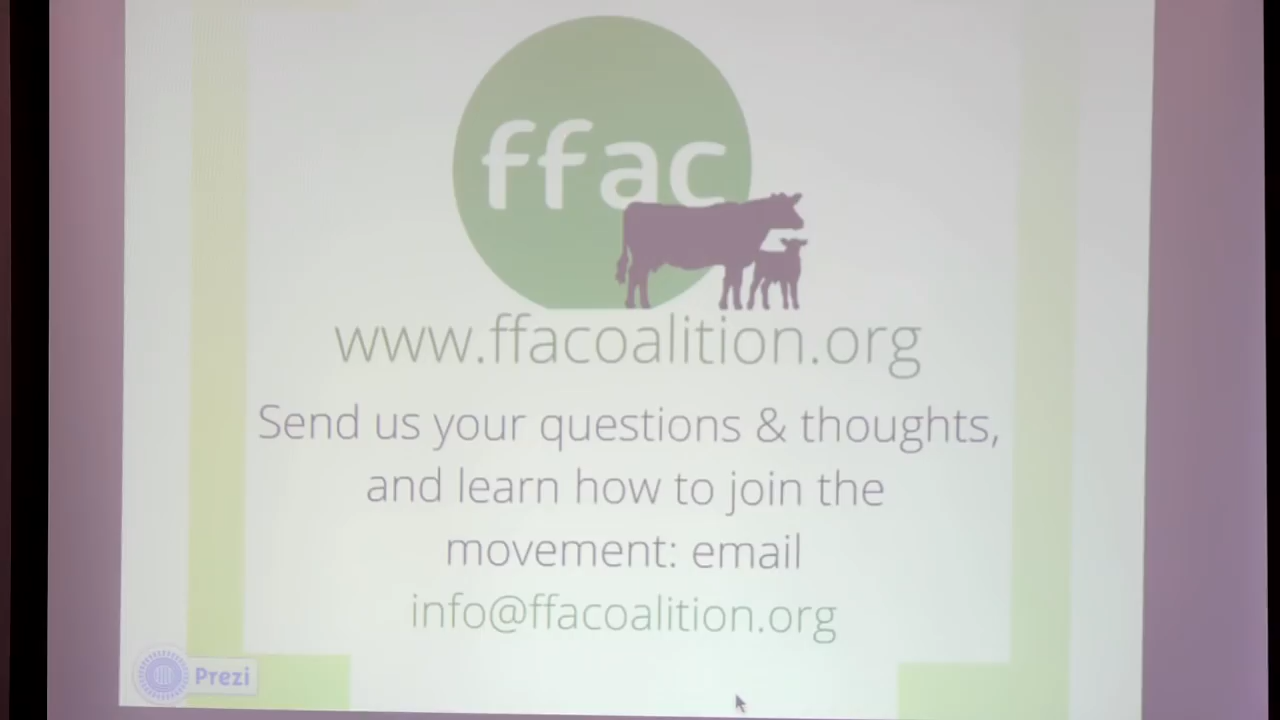 ffac
www.ffacoalition.org
Send us your questions & thoughts,
and learn how to join the
movement: email
info@ffacoalition.org
Prezi